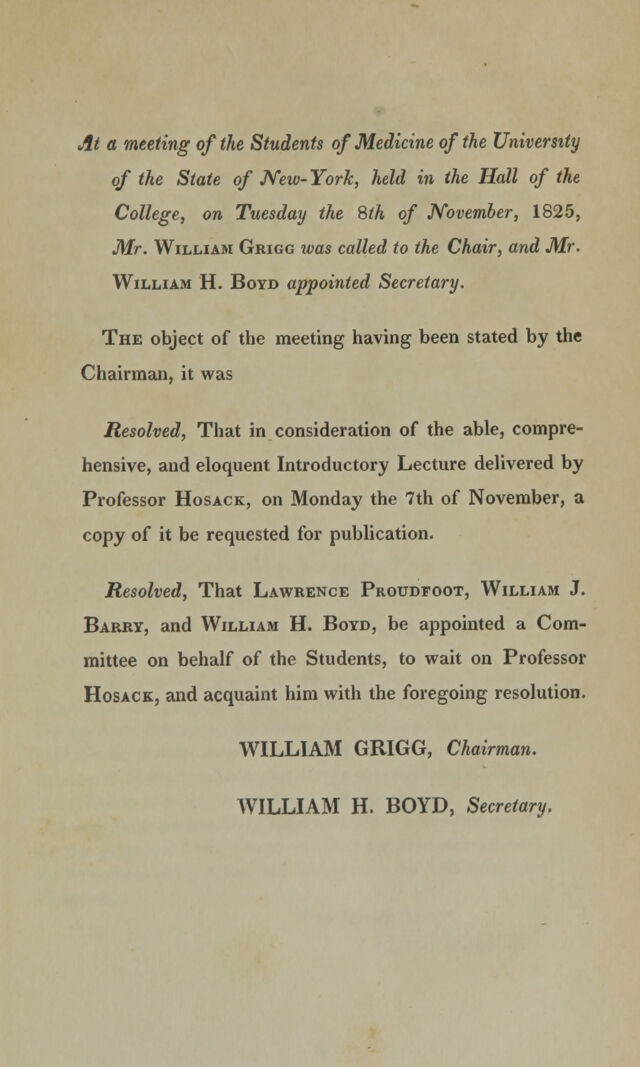 At a meeting of the Students of Medicine of the University
of the State of New-York, held in the Hall of the
College, on Tuesday the 8th of November, 1825,
Mr. William Grigg was called to the Chair, and Mr.
William H. Boyd appointed Secretary.
The object of the meeting having been stated by the
Chairman, it was
Resolved, That in consideration of the able, compre-
hensive, and eloquent Introductory Lecture delivered by
Professor Hosack, on Monday the 7th of November, a
copy of it be requested for publication.
Resolved, That Lawrence Proudfoot, William J.
Barry, and William H. Boyd, be appointed a Com-
mittee on behalf of the Students, to wait on Professor
Hosack, and acquaint him with the foregoing resolution.
WILLIAM GRIGG, Chairman.
WILLIAM H. BOYD, Secretary.